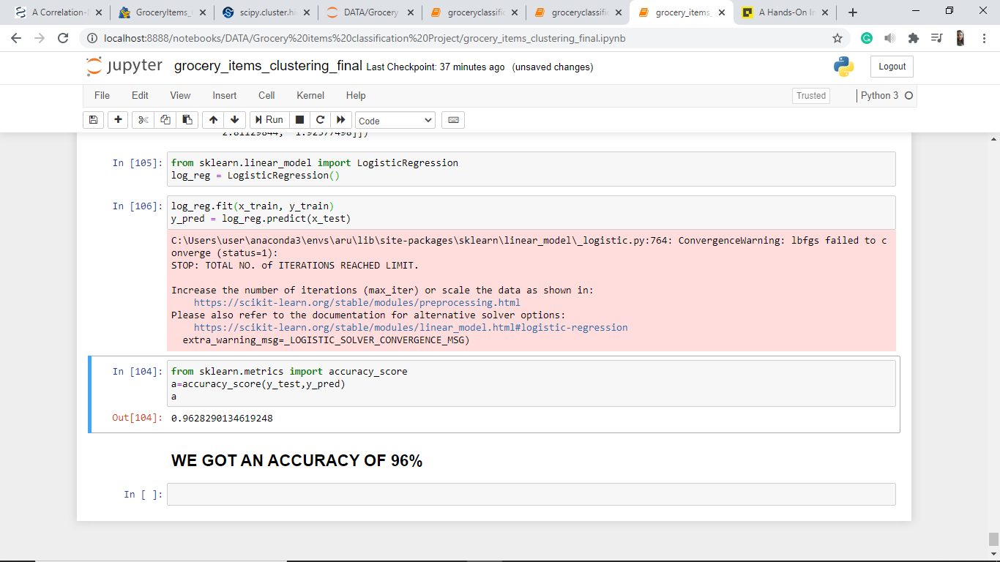 A Correlation-
GroceryItems_
scipy.cluster.hi
DATA/Grocery
groceryclassific
groceryclassific
grocery_items_
A Hands-On In
localhost:8888/notebooks/DATA/Grocery%20items%20classification%20Project/grocery_items_clustering_final.ipynb
jupyter grocery_items_clustering_final Last Checkpoint: 37 minutes ago (unsaved changes)
Logout
File Edit View Insert Cell Kernel Help
Trusted
Python 3
Run
Code
2.81129844, 1.92577498]])
In [105]: from sklearn.linear_model import LogisticRegression
log_reg = LogisticRegression()
In [106]: log_reg.fit(x_train, y_train)
y_pred = log_reg.predict(x_test)
C:\Users\user\anaconda3\envs\aru\lib\site-packages\sklearn\linear_model\_logistic.py:764: ConvergenceWarning: lbfgs failed to c
onverge (status=1):
STOP: TOTAL NO. of ITERATIONS REACHED LIMIT.
Increase the number of iterations (max_iter) or scale the data as shown in:
https://scikit-learn.org/stable/modules/preprocessing.html
Please also refer to the documentation for alternative solver options:
https://scikit-learn.org/stable/modules/linear_model.html#logistic-regression
extra_warning_msg=_LOGISTIC_SOLVER_CONVERGENCE_MSG)
In [104]: from sklearn.metrics import accuracy_score
a=accuracy_score(y_test,y_pred)
a
Out[104]: 0.9628290134619248
WE GOT AN ACCURACY OF 96%
In [ ]: